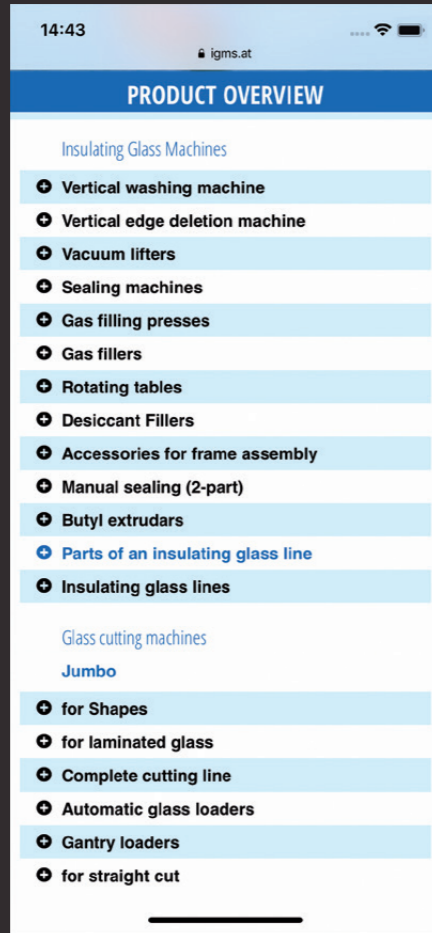 14:43
igms.at
PRODUCT OVERVIEW
Insulating Glass Machines
Vertical washing machine
Vertical edge deletion machine
Vacuum lifters
Sealing machines
Gas filling presses
Gas fillers
Rotating tables
Desiccant Fillers
Accessories for frame assembly
Manual sealing (2-part)
Butyl extrudars
Parts of an insulating glass line
Insulating glass lines
Glass cutting machines
Jumbo
for Shapes
for laminated glass
Complete cutting line
Automatic glass loaders
Gantry loaders
for straight cut